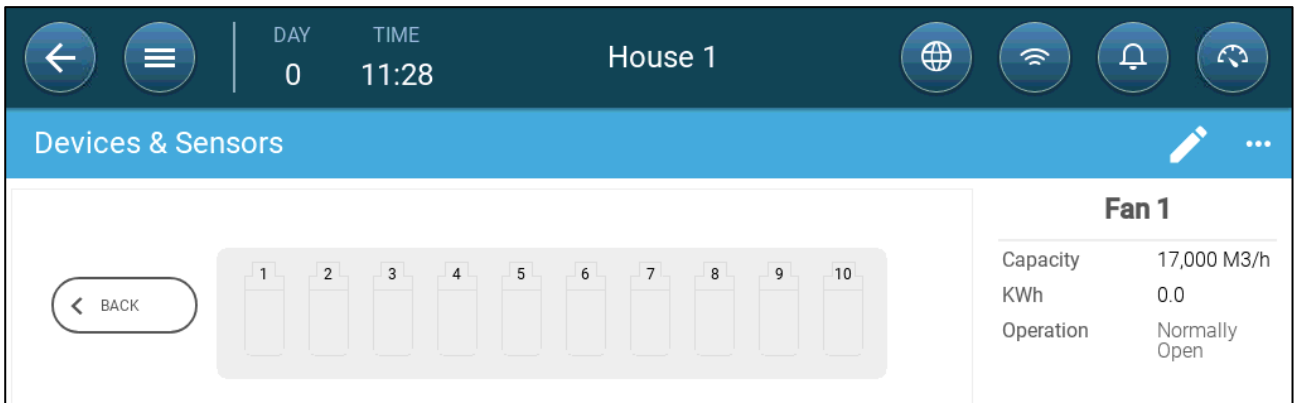 DAY TIME
0 11:28
House 1
Devices & Sensors
BACK
1 2 3 4 5 6 7 8 9 10
Fan 1
Capacity 17,000 M3/h
KWh 0.0
Operation Normally
Open